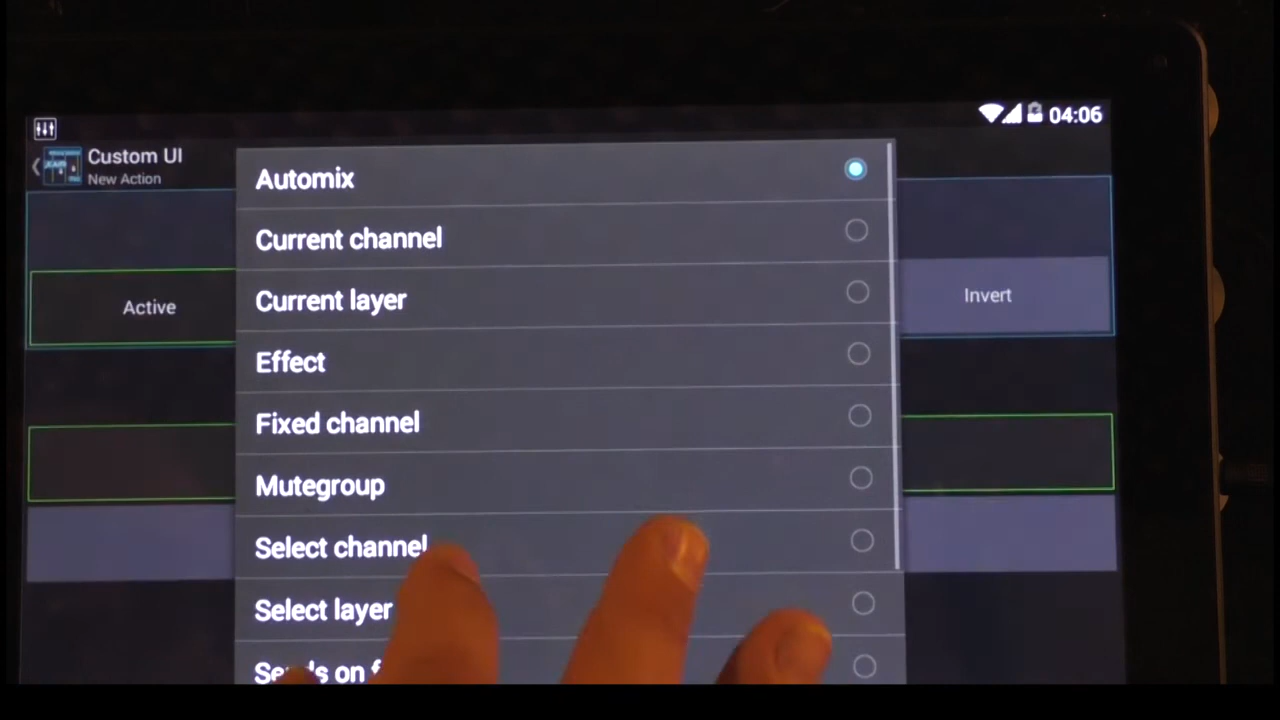 04:06
Custom UI
New Action
Automix
Current channel
Current layer
Active
Invert
Effect
Fixed channel
Mutegroup
Select channel
Select layer
on